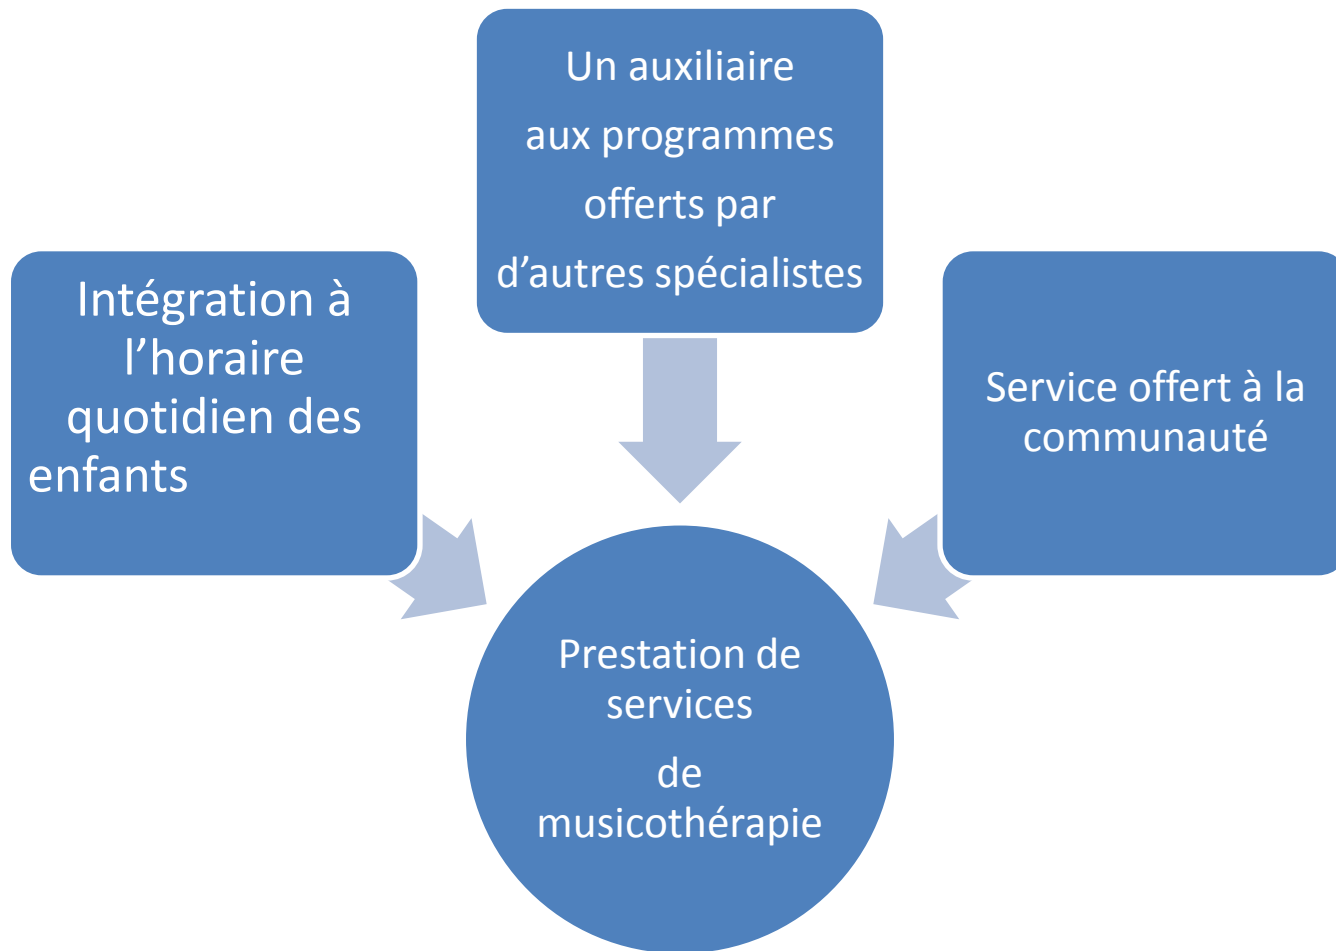 Un auxiliaire
aux programmes
offerts par
d’autres spécialistes
Intégration à
l’horaire
quotidien des
enfants
Service offert à la
communauté
Prestation de
services
de
musicothérapie